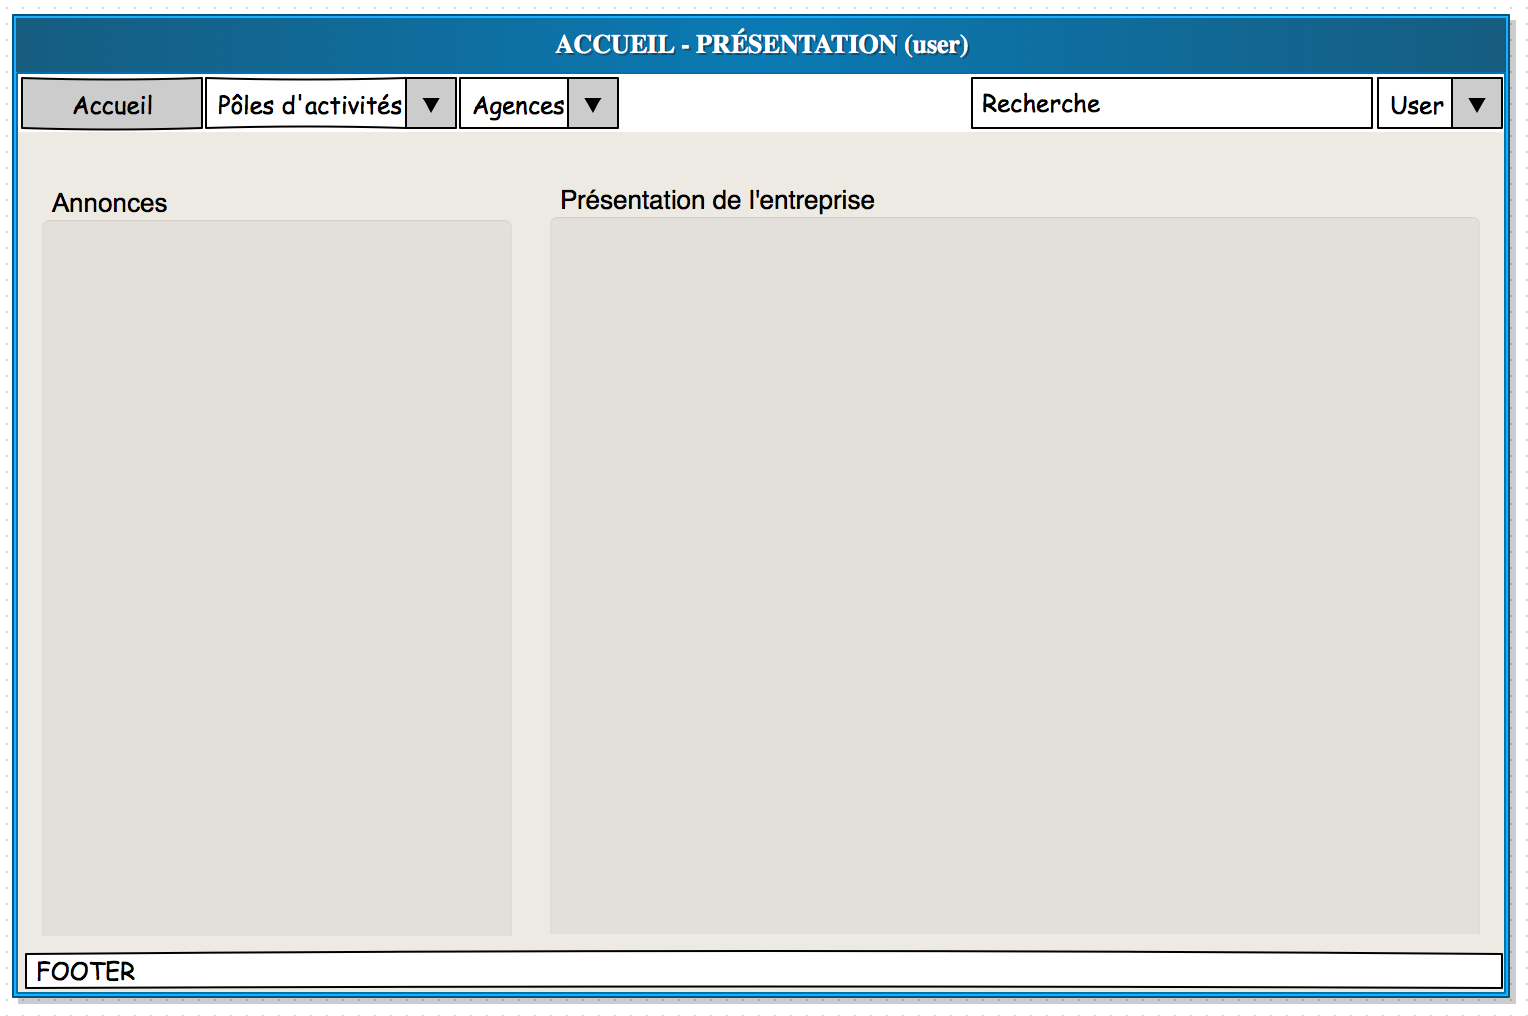 ACCUEIL - PRÉSENTATION (user)
Accueil
Pôles d'activités ▼
Agences ▼
Recherche
User ▼
Annonces
Présentation de l'entreprise
FOOTER